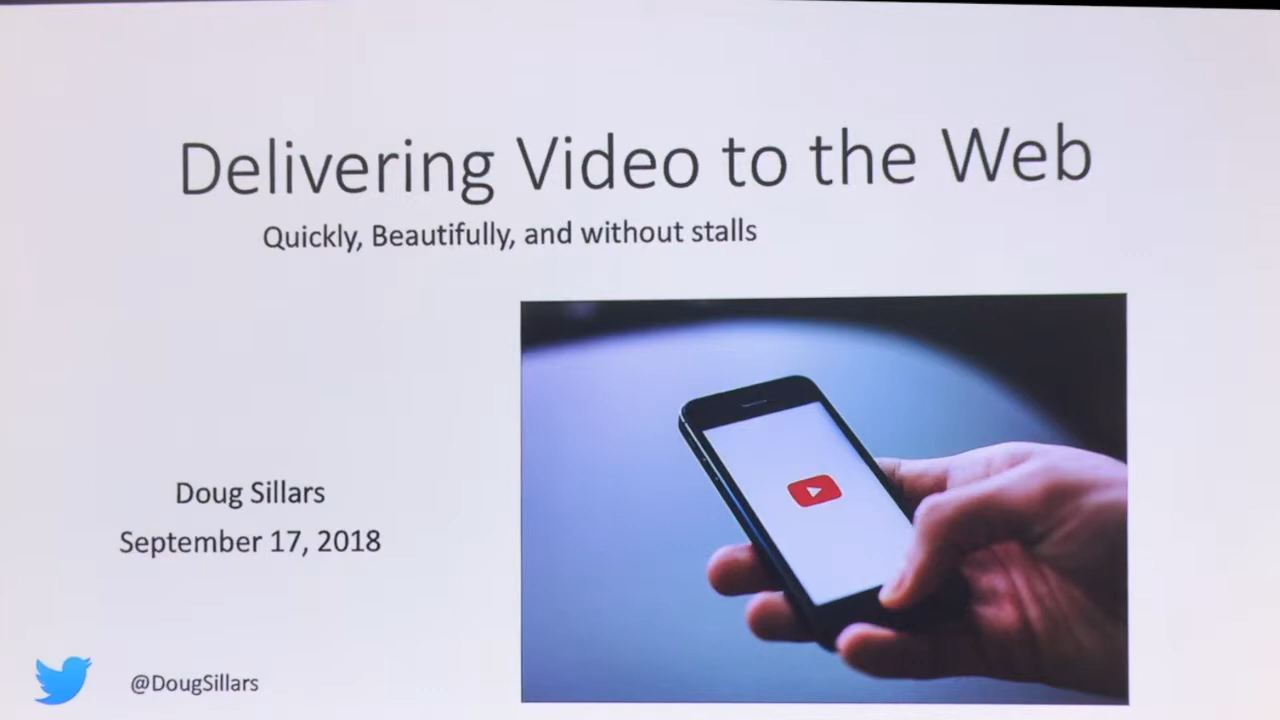 Delivering Video to the Web
Quickly, Beautifully, and without stalls
Doug Sillars
September 17, 2018
@DougSillars